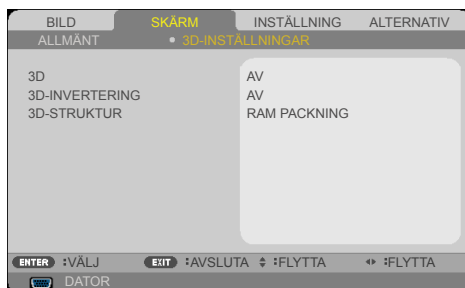 BILD SKÄRM INSTÄLLNING ALTERNATIV
ALLMÄNT • 3D-INSTÄLLNINGAR
3D AV
3D-INVERTERING AV
3D-STRUKTUR RAM PACKNING
ENTER :VÄLJ EXIT :AVSLUTA :FLYTTA :FLYTTA
DATOR